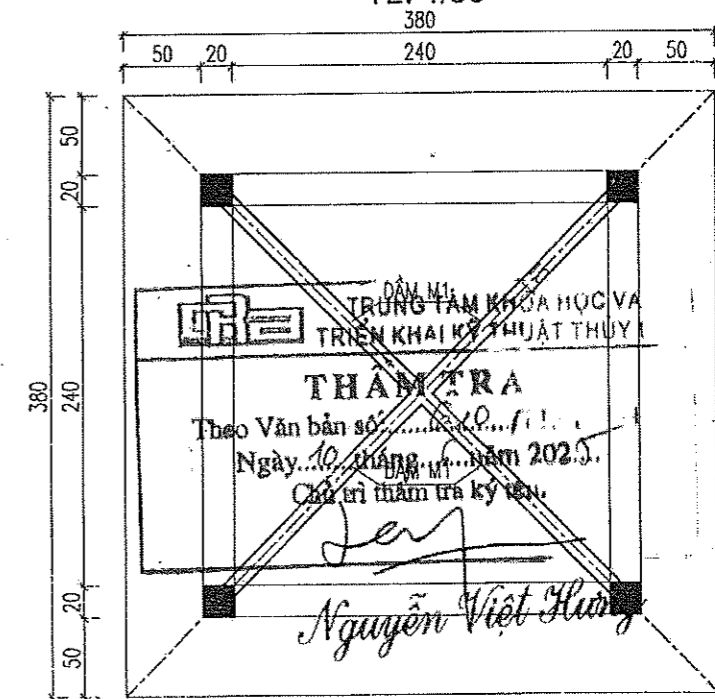 380
50 20 240 20 50
50
20
380 240
20
50
DẦM M1
TRUNG TÂM KHOA HỌC VÀ
TRIỂN KHAI KỸ THUẬT THỦY
THẨM TRA
Theo Văn bản số
Ngày 10 tháng năm 202
DẦM M1
Chủ trì thẩm tra ký tên.
Nguyễn Việt Hưng